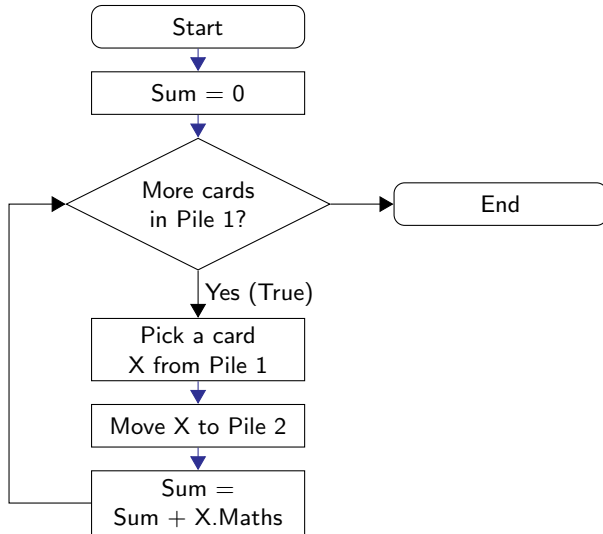 Start
Sum = 0
More cards
in Pile 1?
End
Yes (True)
Pick a card
X from Pile 1
Move X to Pile 2
Sum =
Sum + X.Maths